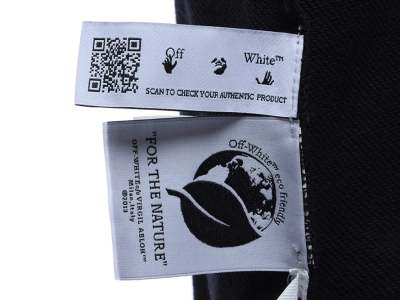 Off White™
SCAN TO CHECK YOUR AUTHENTIC PRODUCT
Off-White™ eco friendly
"FOR THE NATURE"
OFF-WHITE c/o VIRGIL ABLOH™
Milan, Italy
©2013